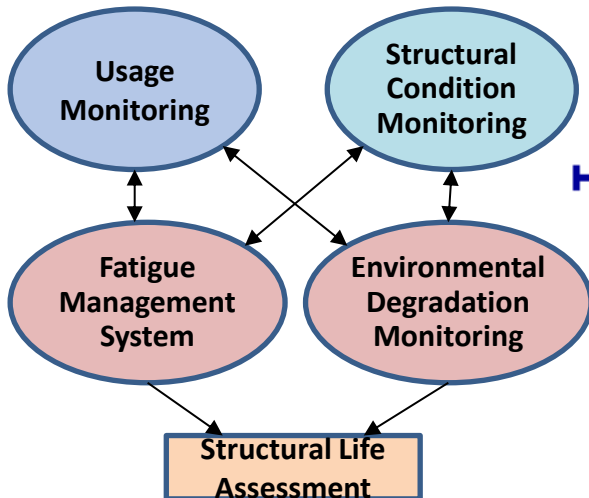 Usage
Monitoring
Structural
Condition
Monitoring
Fatigue
Management
System
Environmental
Degradation
Monitoring
Structural Life
Assessment